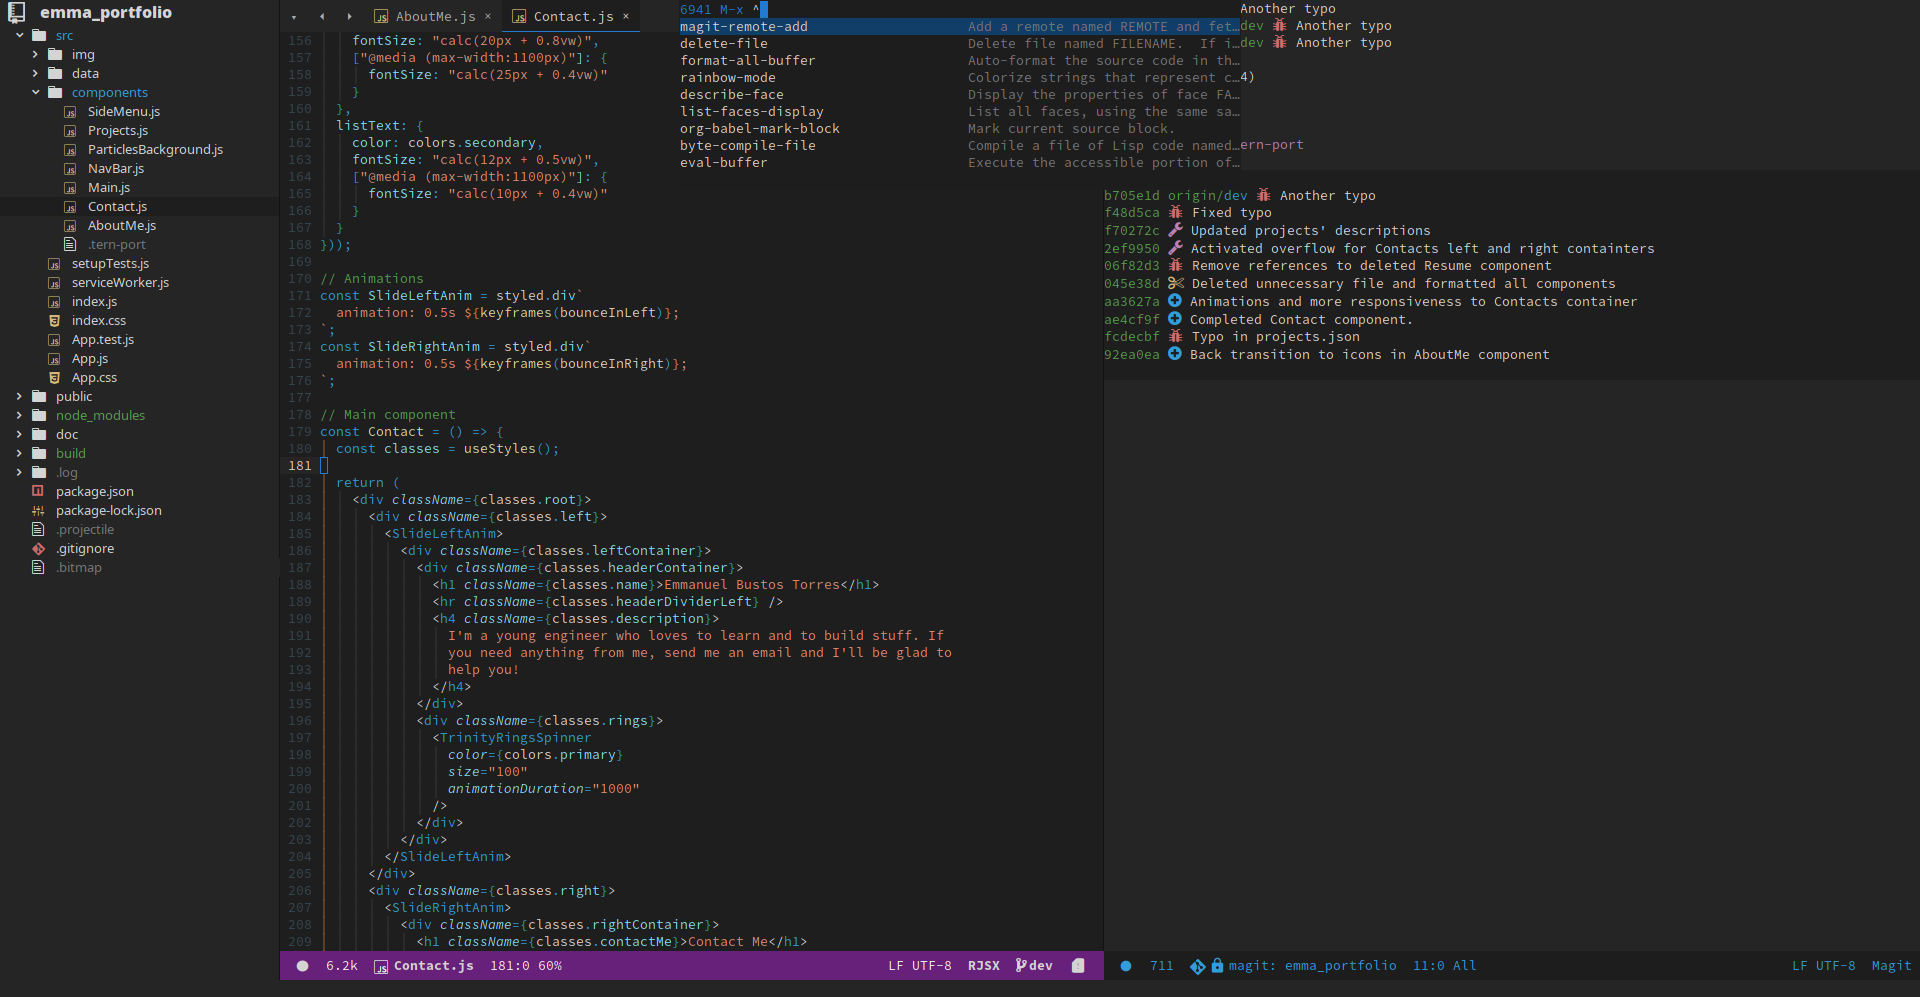 emma_portfolio
src
img
data
components
SideMenu.js
Projects.js
ParticlesBackground.js
NavBar.js
Main.js
Contact.js
AboutMe.js
.tern-port
setupTests.js
serviceWorker.js
index.js
index.css
App.test.js
App.js
App.css
public
node_modules
doc
build
.log
package.json
package-lock.json
.projectile
.gitignore
.bitmap
AboutMe.js ×
Contact.js ×
156 fontSize: "calc(20px + 0.8vw)",
157 ["@media (max-width:1100px)"]: {
158 fontSize: "calc(25px + 0.4vw)"
159 }
160 },
161 listText: {
162 color: colors.secondary,
163 fontSize: "calc(12px + 0.5vw)",
164 ["@media (max-width:1100px)"]: {
165 fontSize: "calc(10px + 0.4vw)"
166 }
167 }
168 }));
169
170 // Animations
171 const SlideLeftAnim = styled.div`
172 animation: 0.5s ${keyframes(bounceInLeft)};
173 `;
174 const SlideRightAnim = styled.div`
175 animation: 0.5s ${keyframes(bounceInRight)};
176 `;
177
178 // Main component
179 const Contact = () => {
180 const classes = useStyles();
181
182 return (
183 <div className={classes.root}>
184 <div className={classes.left}>
185 <SlideLeftAnim>
186 <div className={classes.leftContainer}>
187 <div className={classes.headerContainer}>
188 <h1 className={classes.name}>Emmanuel Bustos Torres</h1>
189 <hr className={classes.headerDividerLeft} />
190 <h4 className={classes.description}>
191 I'm a young engineer who loves to learn and to build stuff. If
192 you need anything from me, send me an email and I'll be glad to
193 help you!
194 </h4>
195 </div>
196 <div className={classes.rings}>
197 <TrinityRingsSpinner
198 color={colors.primary}
199 size="100"
200 animationDuration="1000"
201 />
202 </div>
203 </div>
204 </SlideLeftAnim>
205 </div>
206 <div className={classes.right}>
207 <SlideRightAnim>
208 <div className={classes.rightContainer}>
209 <h1 className={classes.contactMe}>Contact Me</h1>
6.2k Contact.js 181:0 60% LF UTF-8 RJSX dev
6941 M-x ^
magit-remote-add Add a remote named REMOTE and fet…
delete-file Delete file named FILENAME. If i…
format-all-buffer Auto-format the source code in th…
rainbow-mode Colorize strings that represent c…
describe-face Display the properties of face FA…
list-faces-display List all faces, using the same sa…
org-babel-mark-block Mark current source block.
byte-compile-file Compile a file of Lisp code named…
eval-buffer Execute the accessible portion of…
Another typo
dev Another typo
dev Another typo
4)
ern-port
b705e1d origin/dev Another typo
f48d5ca Fixed typo
f70272c Updated projects' descriptions
2ef9950 Activated overflow for Contacts left and right containters
06f82d3 Remove references to deleted Resume component
045e38d Deleted unnecessary file and formatted all components
aa3627a Animations and more responsiveness to Contacts container
ae4cf9f Completed Contact component.
fcdecbf Typo in projects.json
92ea0ea Back transition to icons in AboutMe component
711 magit: emma_portfolio 11:0 All LF UTF-8 Magit